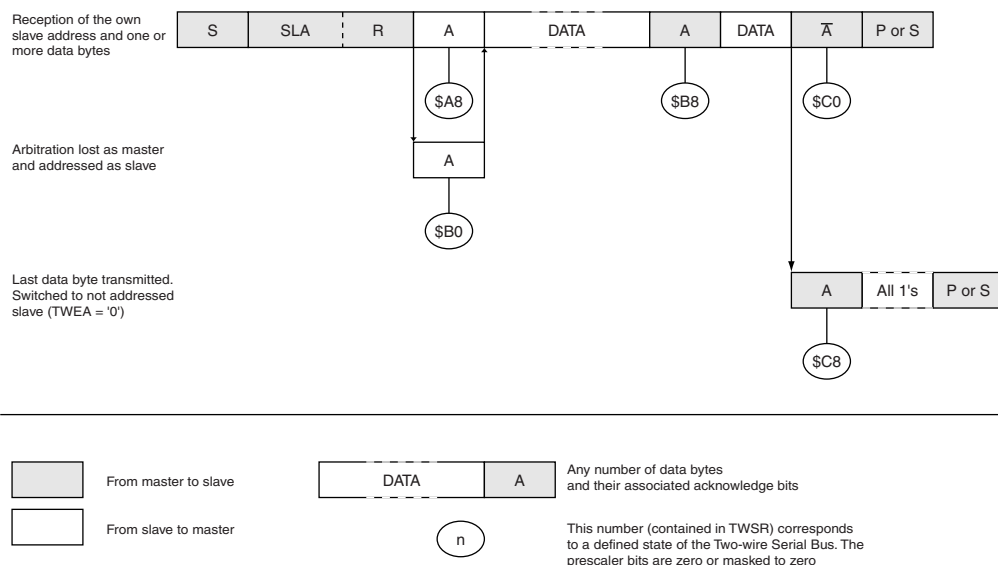 Reception of the own
slave address and one or
more data bytes
S SLA R A DATA A DATA A̅ P or S
$A8 $B8 $C0
Arbitration lost as master
and addressed as slave
A
$B0
Last data byte transmitted.
Switched to not addressed
slave (TWEA = '0')
A All 1's P or S
$C8
From master to slave
DATA A
Any number of data bytes
and their associated acknowledge bits
From slave to master
n
This number (contained in TWSR) corresponds
to a defined state of the Two-wire Serial Bus. The
prescaler bits are zero or masked to zero